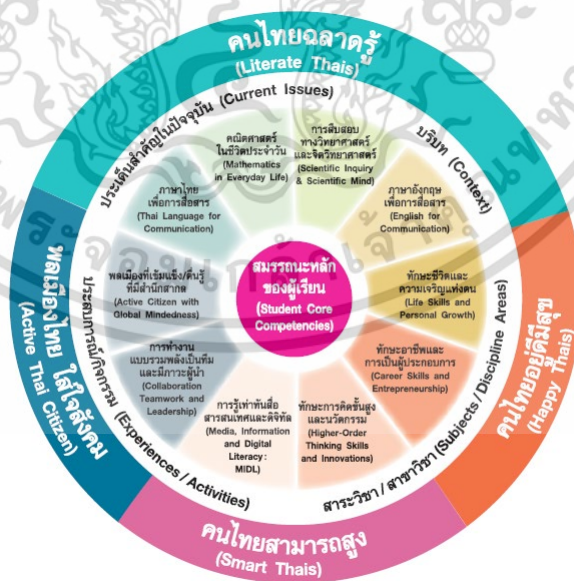 คนไทยฉลาดรู้
(Literate Thais)
ประเด็นสำคัญในปัจจุบัน (Current Issues)
บริบท (Context)
คณิตศาสตร์
ในชีวิตประจำวัน
(Mathematics
in Everyday Life)
การสืบสอบ
ทางวิทยาศาสตร์
และจิตวิทยาศาสตร์
(Scientific Inquiry
& Scientific Mind)
ภาษาไทย
เพื่อการสื่อสาร
(Thai Language for
Communication)
ภาษาอังกฤษ
เพื่อการสื่อสาร
(English for
Communication)
พลเมืองที่เข้มแข็ง/ตื่นรู้
ที่มีสำนึกสากล
(Active Citizen with
Global Mindedness)
สมรรถนะหลัก
ของผู้เรียน
(Student Core
Competencies)
ทักษะชีวิตและ
ความเจริญแห่งตน
(Life Skills and
Personal Growth)
การทำงาน
แบบรวมพลังเป็นทีม
และมีภาวะผู้นำ
(Collaboration
Teamwork and
Leadership)
ทักษะอาชีพและ
การเป็นผู้ประกอบการ
(Career Skills and
Entrepreneurship)
การรู้เท่าทันสื่อ
สารสนเทศและดิจิทัล
(Media, Information
and Digital
Literacy:
MIDL)
ทักษะการคิดขั้นสูง
และนวัตกรรม
(Higher-Order
Thinking Skills
and Innovations)
ประสบการณ์/กิจกรรม (Experiences/Activities)
สาระวิชา/สาขาวิชา (Subjects/Discipline Areas)
พลเมืองไทย ใส่ใจสังคม
(Active Thai Citizen)
คนไทยอยู่ดีมีสุข
(Happy Thais)
คนไทยสามารถสูง
(Smart Thais)